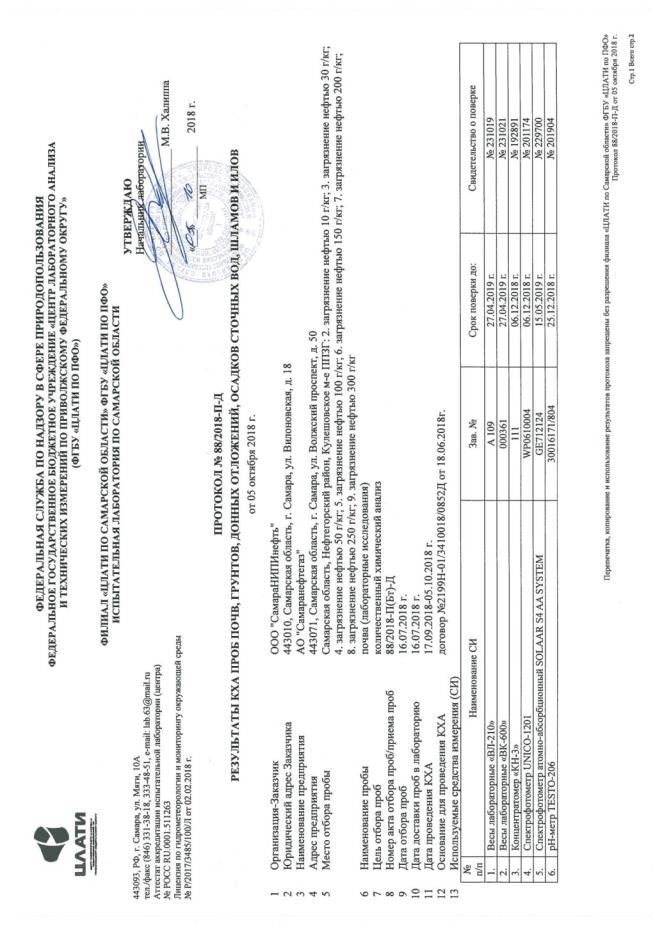 ФЕДЕРАЛЬНАЯ СЛУЖБА ПО НАДЗОРУ В СФЕРЕ ПРИРОДОПОЛЬЗОВАНИЯ
ФЕДЕРАЛЬНОЕ ГОСУДАРСТВЕННОЕ БЮДЖЕТНОЕ УЧРЕЖДЕНИЕ «ЦЕНТР ЛАБОРАТОРНОГО АНАЛИЗА
И ТЕХНИЧЕСКИХ ИЗМЕРЕНИЙ ПО ПРИВОЛЖСКОМУ ФЕДЕРАЛЬНОМУ ОКРУГУ»
(ФГБУ «ЦЛАТИ ПО ПФО»)
ЦЛАТИ
ФИЛИАЛ «ЦЛАТИ ПО САМАРСКОЙ ОБЛАСТИ» ФГБУ «ЦЛАТИ ПО ПФО»
ИСПЫТАТЕЛЬНАЯ ЛАБОРАТОРИЯ ПО САМАРСКОЙ ОБЛАСТИ
443093, РФ, г. Самара, ул. Мяги, 10А
тел./факс (846) 331-38-18, 333-48-51, e-mail: lab.63@mail.ru
Аттестат аккредитации испытательной лаборатории (центра)
№ РОСС RU.0001.511263
Лицензия по гидрометеорологии и мониторингу окружающей среды
№ Р/2017/3485/100/Л от 02.02.2018 г.
УТВЕРЖДАЮ
Начальник лаборатории
М.В. Халиппа
«05» 10 2018 г.
МП
ПРОТОКОЛ № 88/2018-П-Д
РЕЗУЛЬТАТЫ КХА ПРОБ ПОЧВ, ГРУНТОВ, ДОННЫХ ОТЛОЖЕНИЙ, ОСАДКОВ СТОЧНЫХ ВОД, ШЛАМОВ И ИЛОВ
от 05 октября 2018 г.
1 Организация-Заказчик ООО "СамараНИПИнефть"
2 Юридический адрес Заказчика 443010, Самарская область, г. Самара, ул. Вилоновская, д. 18
3 Наименование предприятия АО "Самаранефтегаз"
4 Адрес предприятия 443071, Самарская область, г. Самара, ул. Волжский проспект, д. 50
5 Место отбора пробы Самарская область, Нефтегорский район, Кулешовское м-е ППЗГ: 2. загрязнение нефтью 10 г/кг; 3. загрязнение нефтью 30 г/кг;
4. загрязнение нефтью 50 г/кг; 5. загрязнение нефтью 100 г/кг; 6. загрязнение нефтью 150 г/кг; 7. загрязнение нефтью 200 г/кг;
8. загрязнение нефтью 250 г/кг; 9. загрязнение нефтью 300 г/кг
6 Наименование пробы почва (лабораторные исследования)
7 Цель отбора проб количественный химический анализ
8 Номер акта отбора проб/приема проб 88/2018-П(Бт)-Д
9 Дата отбора проб 16.07.2018 г.
10 Дата доставки проб в лабораторию 16.07.2018 г.
11 Дата проведения КХА 17.09.2018-05.10.2018 г.
12 Основание для проведения КХА договор №2199Н-01/3410018/0852Д от 18.06.2018г.
13 Используемые средства измерения (СИ)
№ п/п Наименование СИ Зав. № Срок поверки до: Свидетельство о поверке
1. Весы лабораторные «ВЛ-210» А 109 27.04.2019 г. № 231019
2. Весы лабораторные «ВК-600» 000361 27.04.2019 г. № 231021
3. Концентратомер «КН-3» 111 06.12.2018 г. № 192891
4. Спектрофотометр UNICO-1201 WP0610004 06.12.2018 г. № 201174
5. Спектрофотометр атомно-абсорбционный SOLAAR S4 AA SYSTEM GE712124 15.05.2019 г. № 229700
6. pH-метр TESTO-206 30016171/804 25.12.2018 г. № 201904
Перепечатка, копирование и использование результатов протокола запрещены без разрешения филиала «ЦЛАТИ по Самарской области» ФГБУ «ЦЛАТИ по ПФО»
Протокол 88/2018-П-Д от 05 октября 2018 г.
Стр.1 Всего стр.2